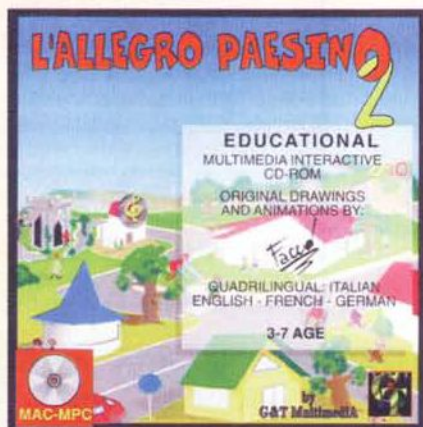 L'ALLEGRO PAESINO
2
EDUCATIONAL
MULTIMEDIA INTERACTIVE
CD-ROM
ORIGINAL DRAWINGS
AND ANIMATIONS BY:
Facco
QUADRILINGUAL: ITALIAN
ENGLISH - FRENCH - GERMAN
3-7 AGE
by
G&T MultimediA
MAC-MPC